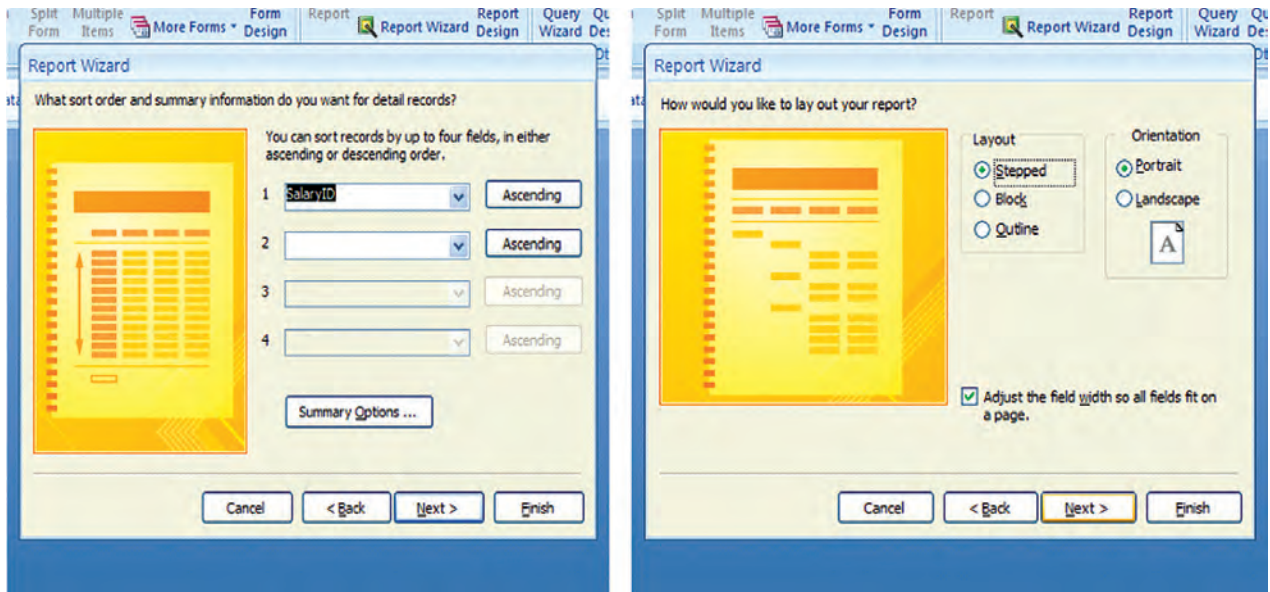 Split Multiple Form Report Report Query Qu
Form Items More Forms Design Report Wizard Design Wizard De
Report Wizard
What sort order and summary information do you want for detail records?
You can sort records by up to four fields, in either
ascending or descending order.
1 SalaryID Ascending
2 Ascending
3 Ascending
4 Ascending
Summary Options ...
Cancel < Back Next > Finish
Split Multiple Form Report Report Query Qu
Form Items More Forms Design Report Wizard Design Wizard De
Report Wizard
How would you like to lay out your report?
Layout Orientation
Stepped Portrait
Block Landscape
Outline
A
Adjust the field width so all fields fit on
a page.
Cancel < Back Next > Finish